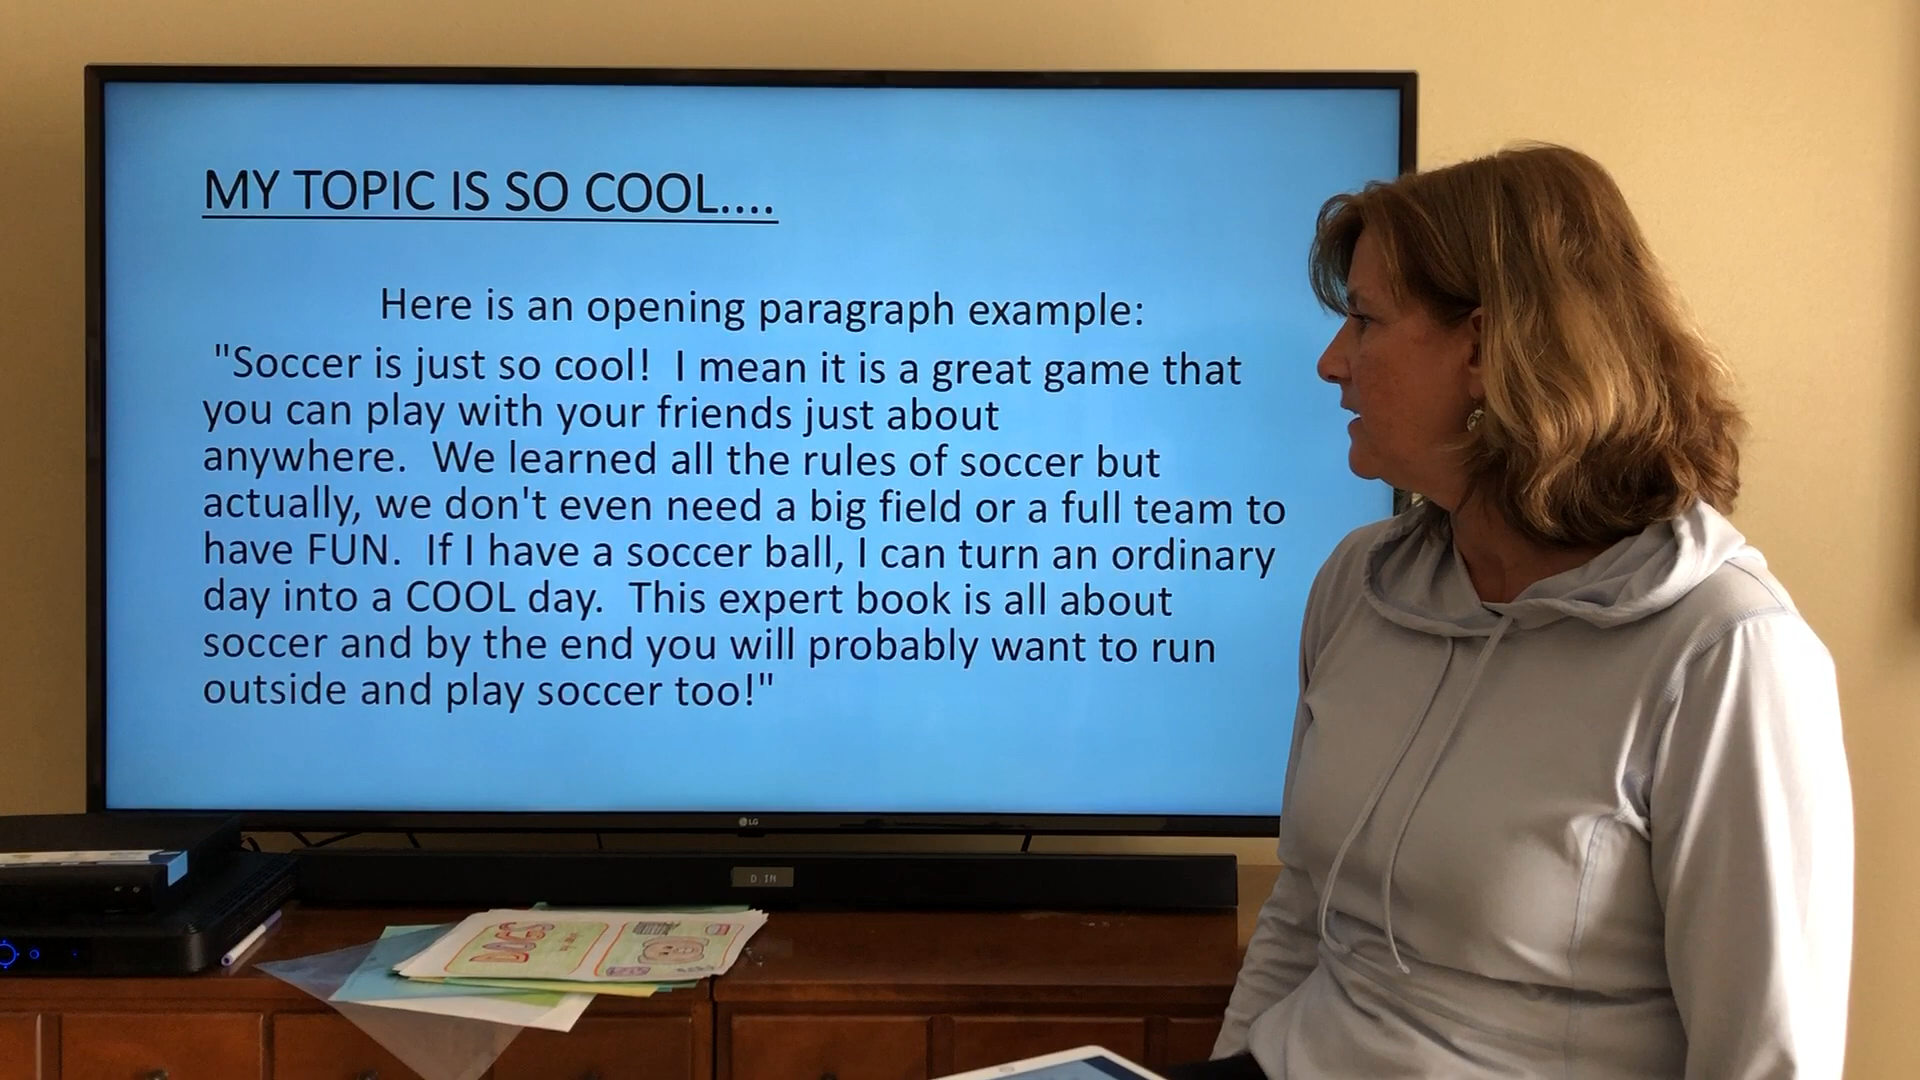 MY TOPIC IS SO COOL....
Here is an opening paragraph example:
"Soccer is just so cool!  I mean it is a great game that
you can play with your friends just about
anywhere.  We learned all the rules of soccer but
actually, we don't even need a big field or a full team to
have FUN.  If I have a soccer ball, I can turn an ordinary
day into a COOL day.  This expert book is all about
soccer and by the end you will probably want to run
outside and play soccer too!"
LG
D.IN
DOGS